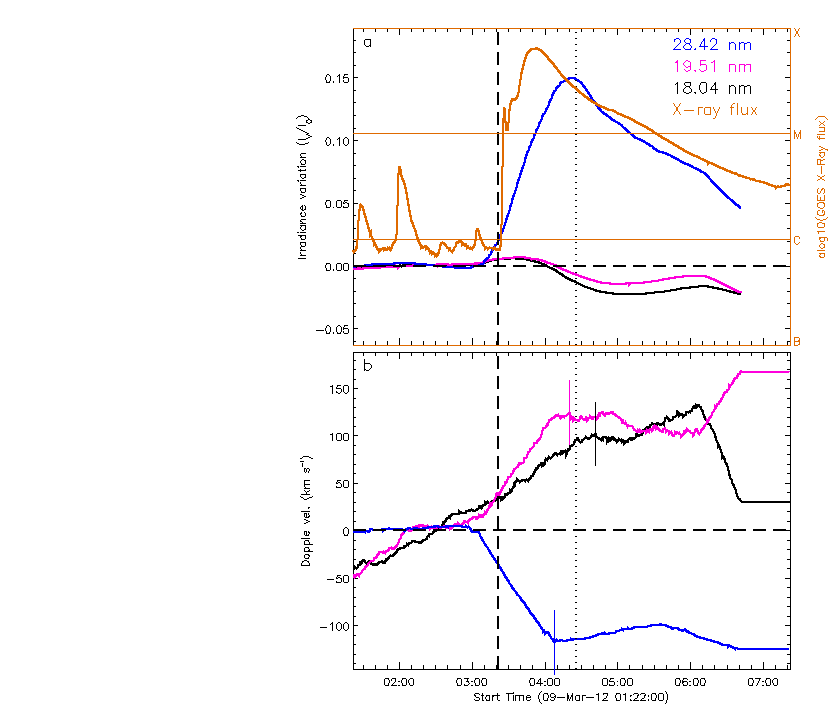 a
28.42 nm
19.51 nm
18.04 nm
X-ray flux
X
M
C
B
0.15
0.10
0.05
0.00
-0.05
Irradiance variation (Iᵥ/I₀)
alog10(GOES X-Ray flux)
b
150
100
50
0
-50
-100
Dopple vel. (km s⁻¹)
02:00 03:00 04:00 05:00 06:00 07:00
Start Time (09-Mar-12 01:22:00)